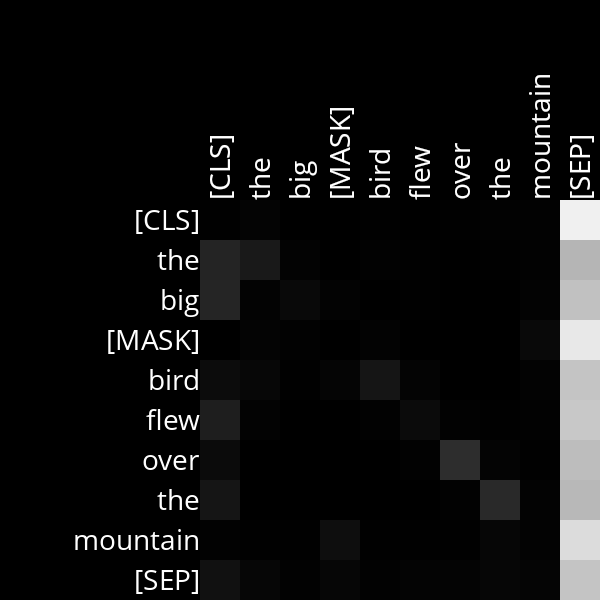 [CLS] the big [MASK] bird flew over the mountain [SEP]
[CLS]
the
big
[MASK]
bird
flew
over
the
mountain
[SEP]